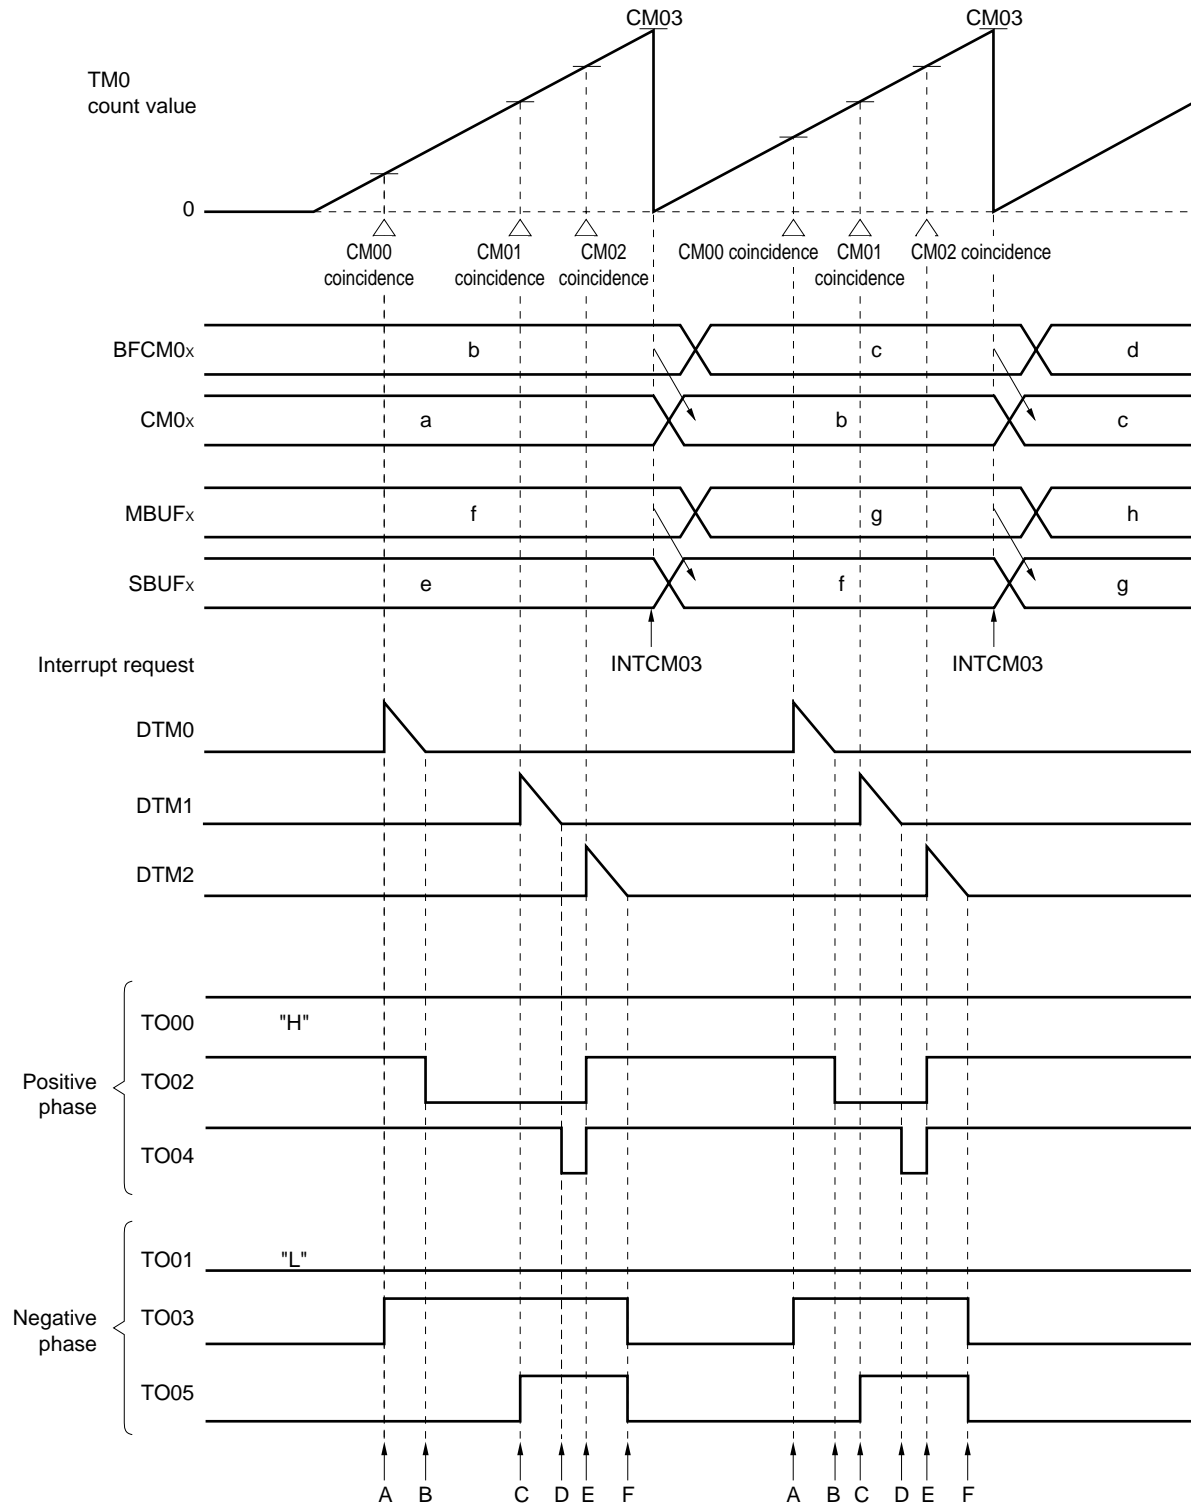 CM03 CM03
TM0
count value
0
CM00
coincidence
CM01
coincidence
CM02
coincidence
CM00 coincidence
CM01
coincidence
CM02 coincidence
BFCM0x b c d
CM0x a b c
MBUFx f g h
SBUFx e f g
Interrupt request INTCM03 INTCM03
DTM0
DTM1
DTM2
Positive
phase
TO00 "H"
TO02
TO04
Negative
phase
TO01 "L"
TO03
TO05
A B C D E F A B C D E F